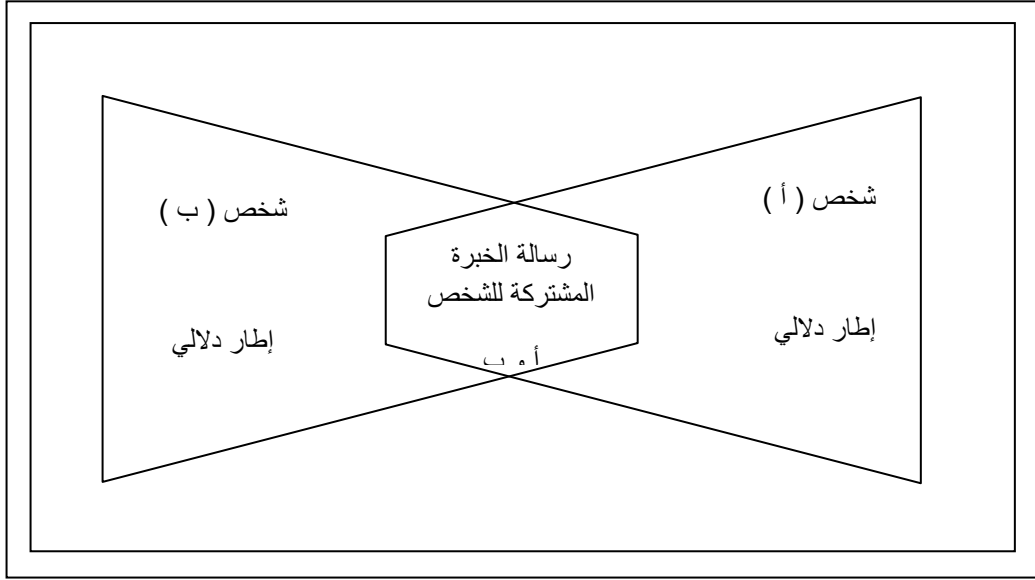 شخص ( أ )
إطار دلالي
رسالة الخبرة
المشتركة للشخص
أ و ب
شخص ( ب )
إطار دلالي